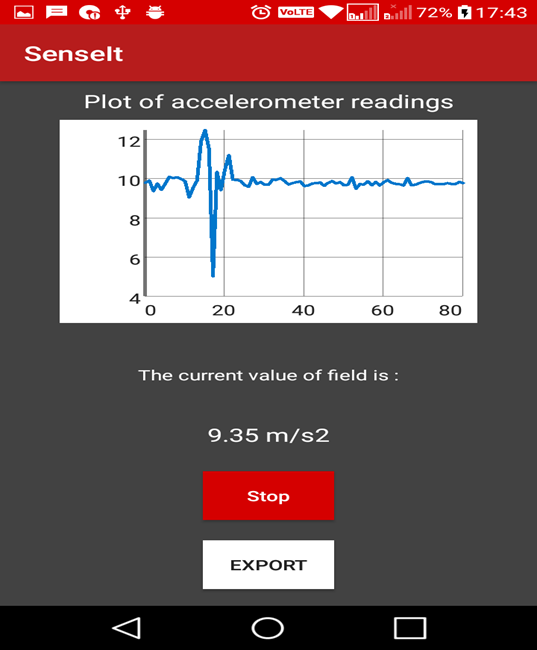 VoLTE 72% 17:43
SenseIt
Plot of accelerometer readings
12
10
8
6
4
0 20 40 60 80
The current value of field is :
9.35 m/s2
Stop
EXPORT